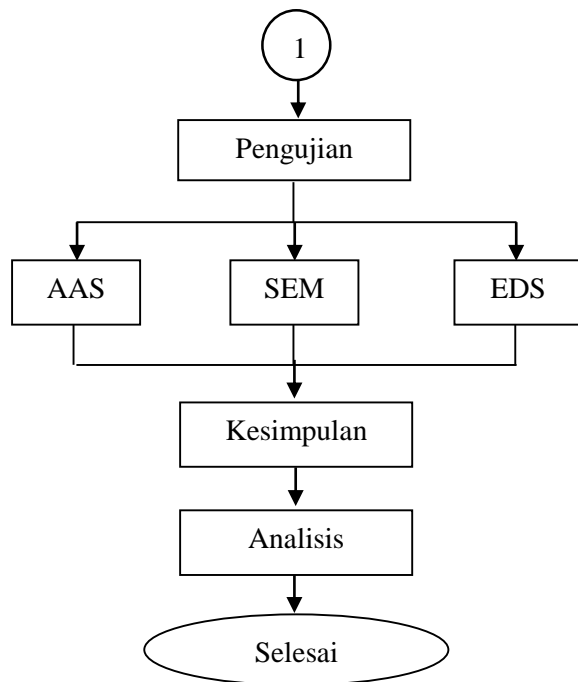 1
Pengujian
AAS
SEM
EDS
Kesimpulan
Analisis
Selesai